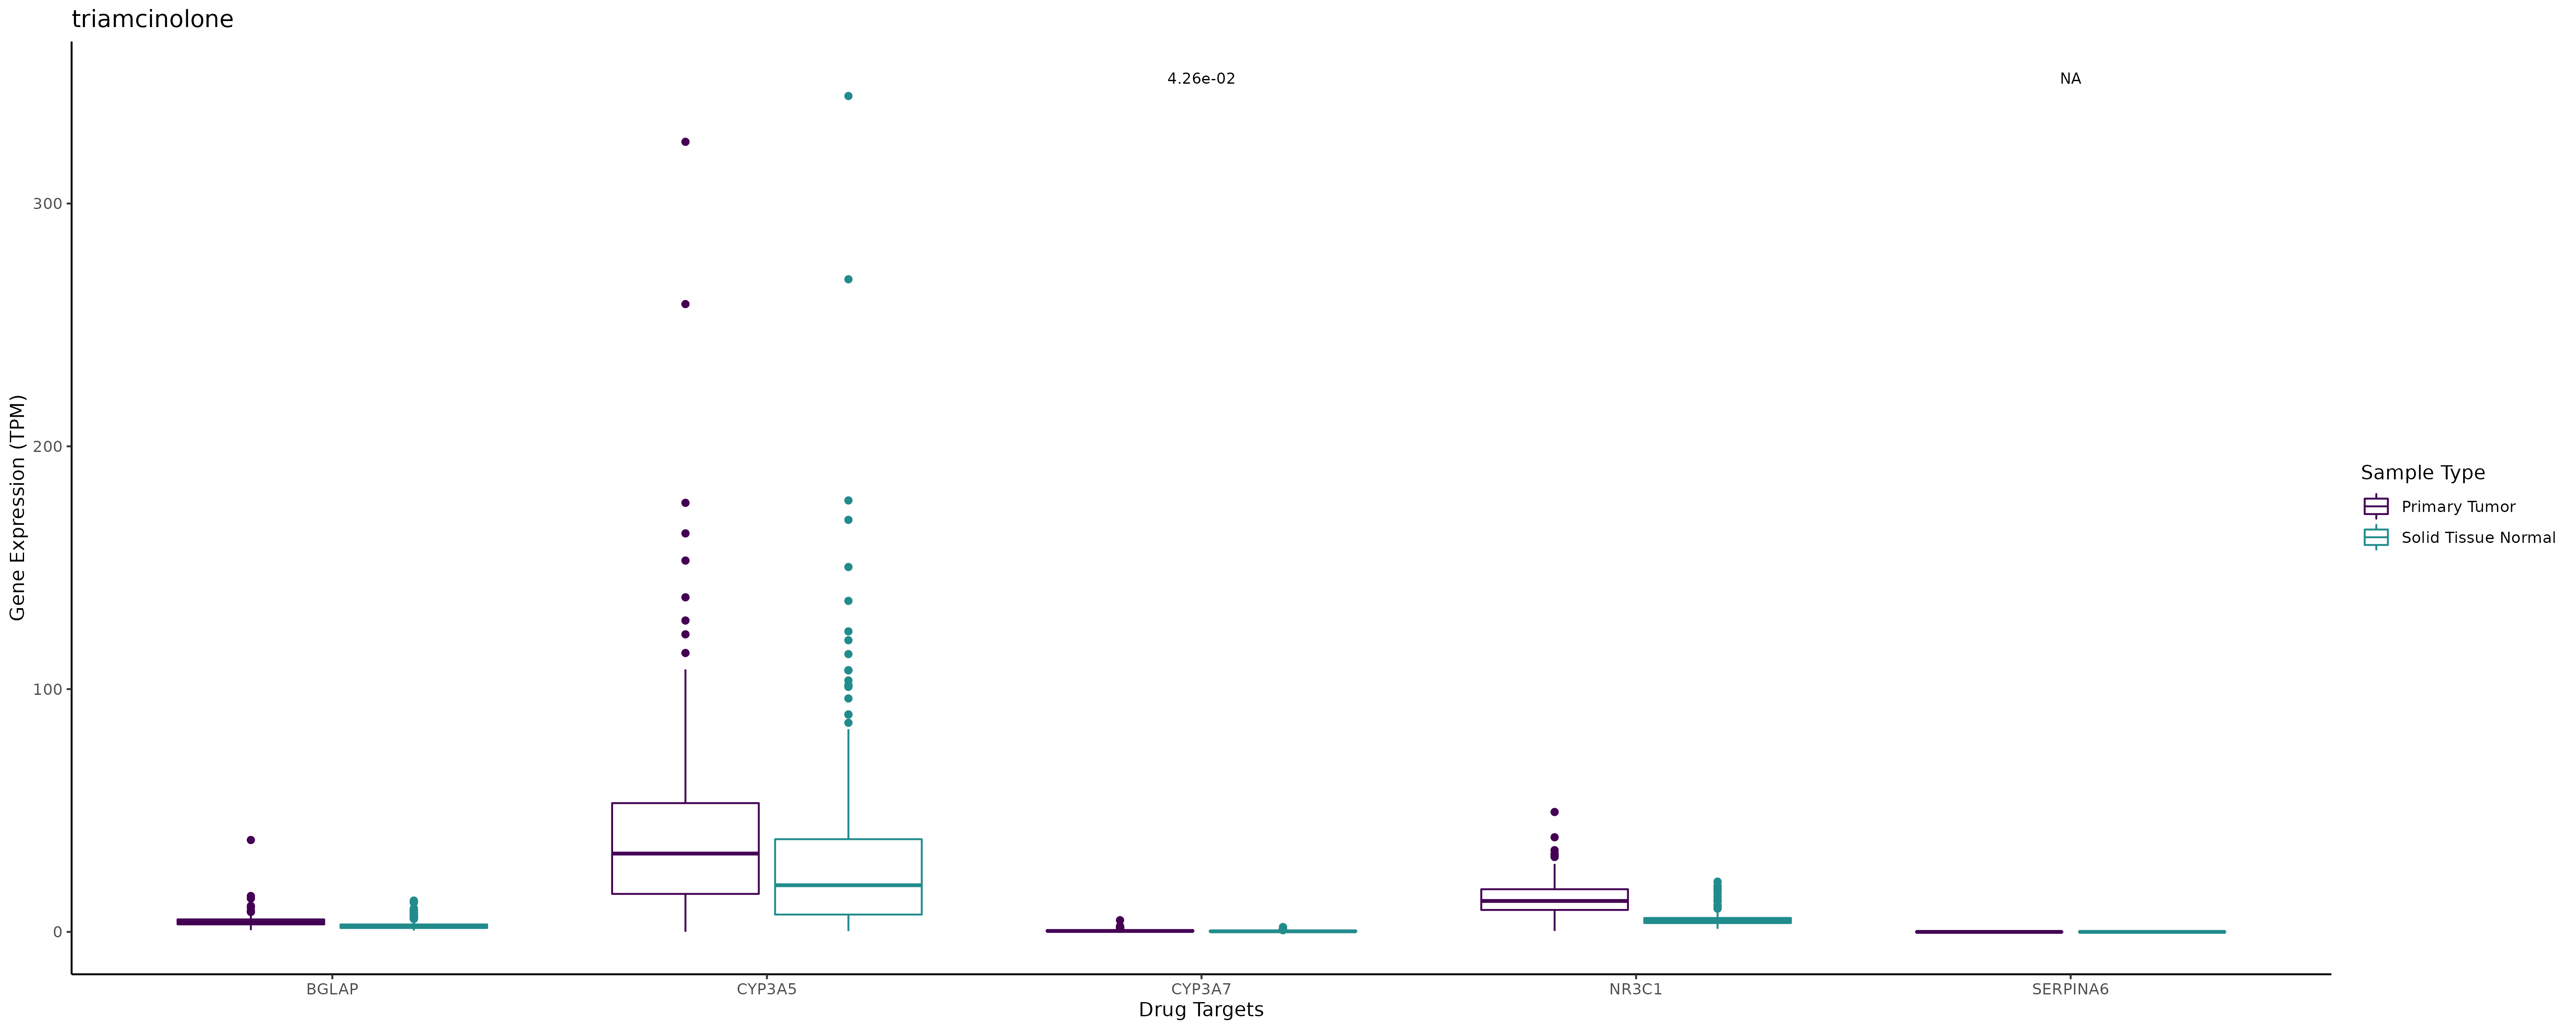 triamcinolone
4.26e-02
NA
300
200
100
0
Gene Expression (TPM)
BGLAP
CYP3A5
CYP3A7
NR3C1
SERPINA6
Drug Targets
Sample Type
Primary Tumor
Solid Tissue Normal